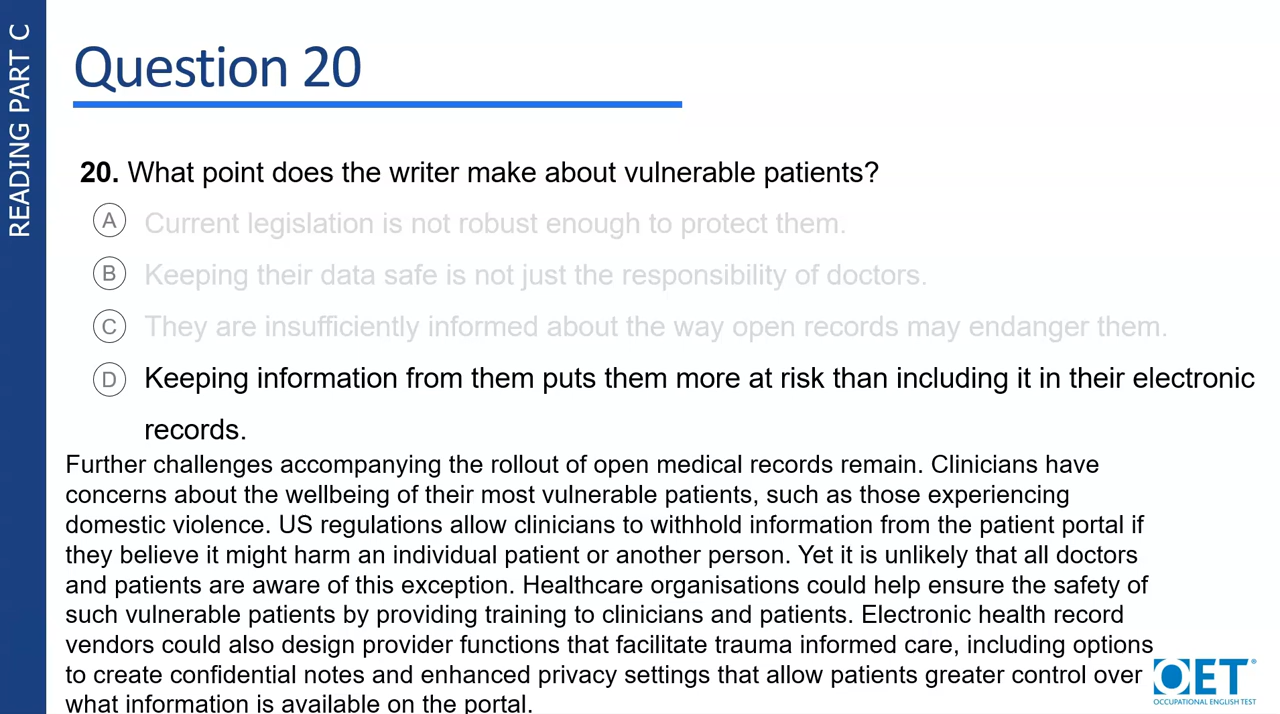 READING PART C
Question 20
20. What point does the writer make about vulnerable patients?
A Current legislation is not robust enough to protect them.
B Keeping their data safe is not just the responsibility of doctors.
C They are insufficiently informed about the way open records may endanger them.
D Keeping information from them puts them more at risk than including it in their electronic
records.
Further challenges accompanying the rollout of open medical records remain. Clinicians have
concerns about the wellbeing of their most vulnerable patients, such as those experiencing
domestic violence. US regulations allow clinicians to withhold information from the patient portal if
they believe it might harm an individual patient or another person. Yet it is unlikely that all doctors
and patients are aware of this exception. Healthcare organisations could help ensure the safety of
such vulnerable patients by providing training to clinicians and patients. Electronic health record
vendors could also design provider functions that facilitate trauma informed care, including options
to create confidential notes and enhanced privacy settings that allow patients greater control over
what information is available on the portal.
OET
OCCUPATIONAL ENGLISH TEST